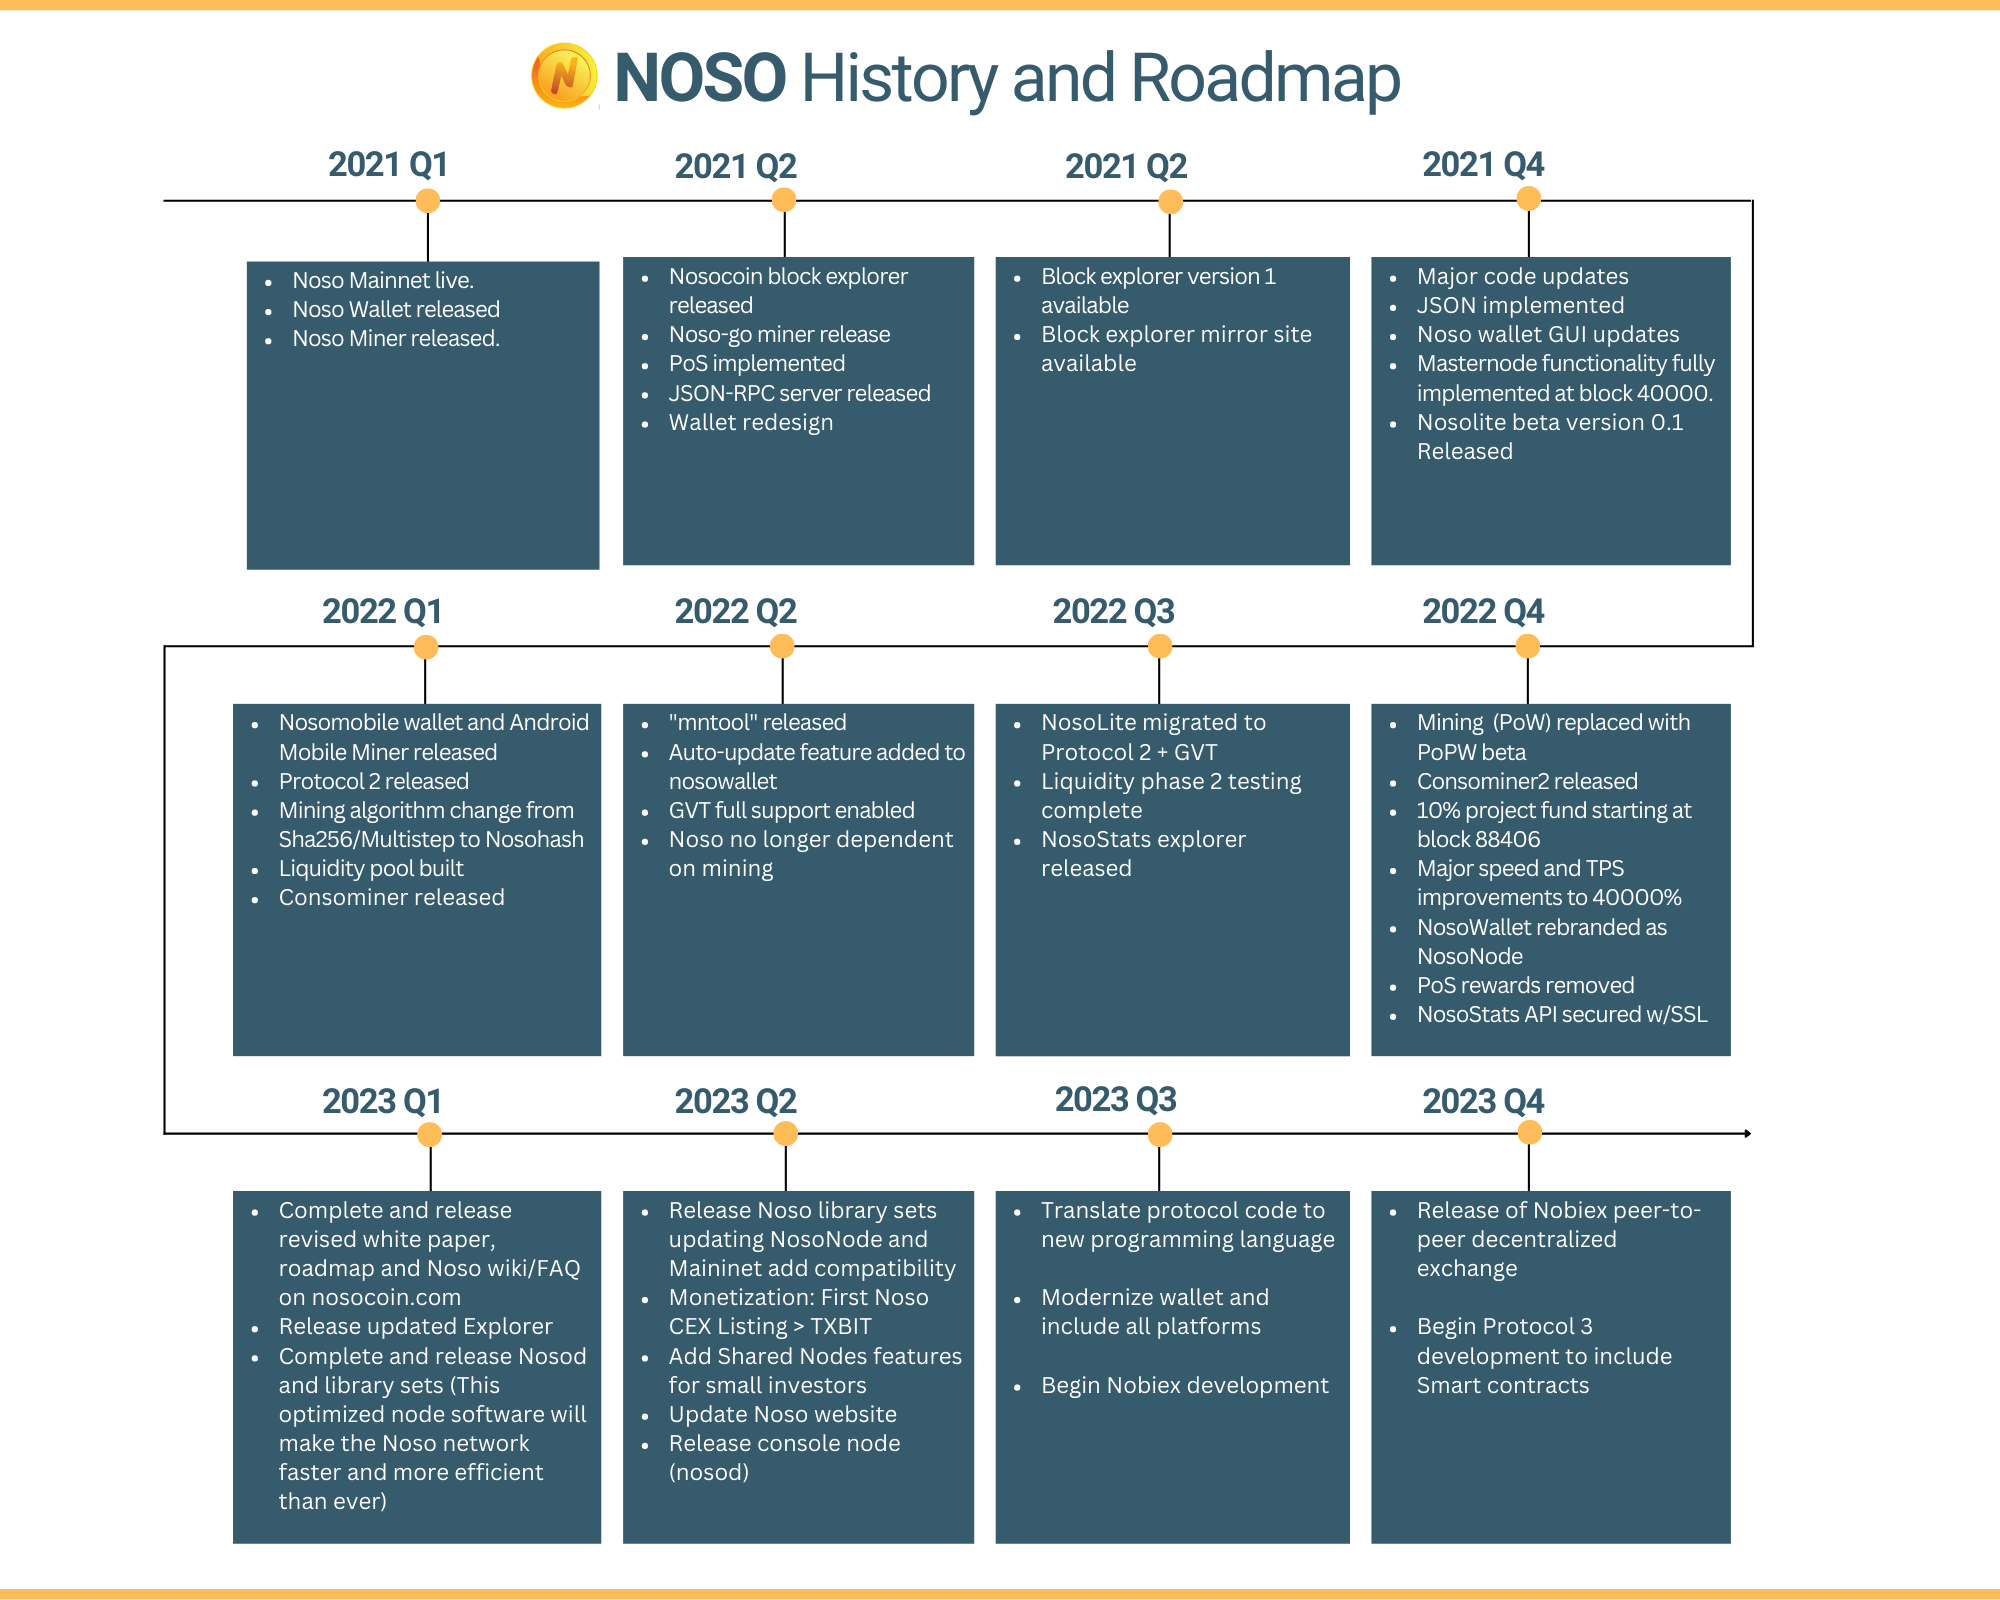 NOSO History and Roadmap
2021 Q1
• Noso Mainnet live.
• Noso Wallet released
• Noso Miner released.
2021 Q2
• Nosocoin block explorer
released
• Noso-go miner release
• PoS implemented
• JSON-RPC server released
• Wallet redesign
2021 Q2
• Block explorer version 1
available
• Block explorer mirror site
available
2021 Q4
• Major code updates
• JSON implemented
• Noso wallet GUI updates
• Masternode functionality fully
implemented at block 40000.
• Nosolite beta version 0.1
Released
2022 Q1
• Nosomobile wallet and Android
Mobile Miner released
• Protocol 2 released
• Mining algorithm change from
Sha256/Multistep to Nosohash
• Liquidity pool built
• Consominer released
2022 Q2
• "mntool" released
• Auto-update feature added to
nosowallet
• GVT full support enabled
• Noso no longer dependent
on mining
2022 Q3
• NosoLite migrated to
Protocol 2 + GVT
• Liquidity phase 2 testing
complete
• NosoStats explorer
released
2022 Q4
• Mining (PoW) replaced with
PoPW beta
• Consominer2 released
• 10% project fund starting at
block 88406
• Major speed and TPS
improvements to 40000%
• NosoWallet rebranded as
NosoNode
• PoS rewards removed
• NosoStats API secured w/SSL
2023 Q1
• Complete and release
revised white paper,
roadmap and Noso wiki/FAQ
on nosocoin.com
• Release updated Explorer
• Complete and release Nosod
and library sets (This
optimized node software will
make the Noso network
faster and more efficient
than ever)
2023 Q2
• Release Noso library sets
updating NosoNode and
Maininet add compatibility
• Monetization: First Noso
CEX Listing > TXBIT
• Add Shared Nodes features
for small investors
• Update Noso website
• Release console node
(nosod)
2023 Q3
• Translate protocol code to
new programming language
• Modernize wallet and
include all platforms
• Begin Nobiex development
2023 Q4
• Release of Nobiex peer-to-
peer decentralized
exchange
• Begin Protocol 3
development to include
Smart contracts